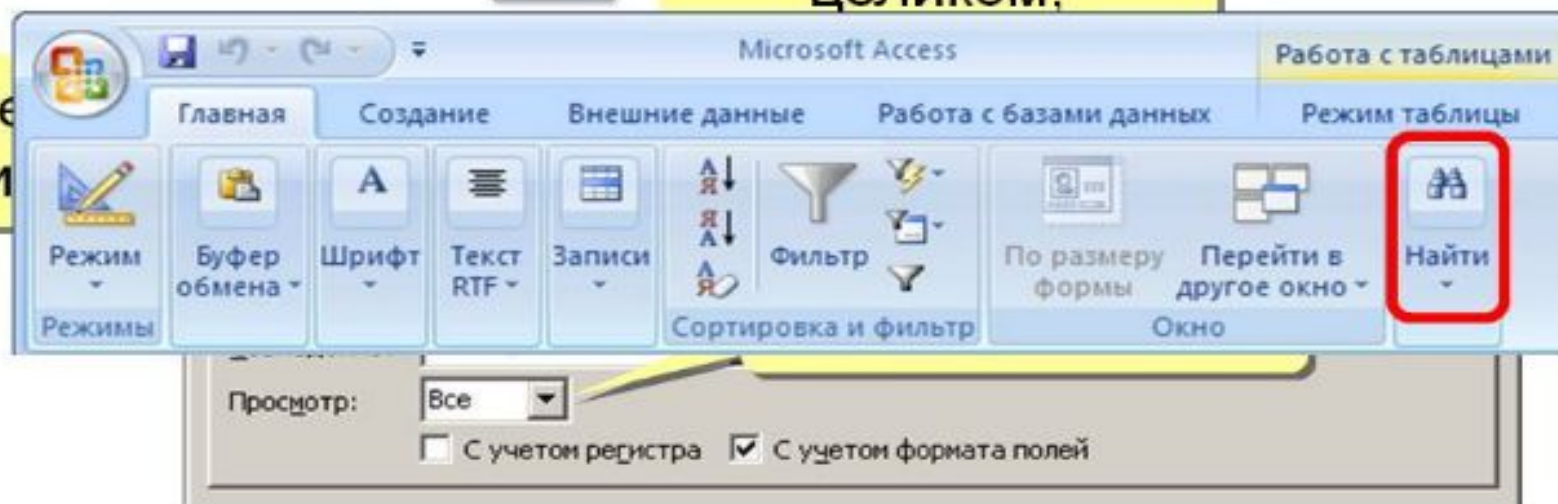 целиком;
Microsoft Access
Работа с таблицами
Главная Создание Внешние данные Работа с базами данных Режим таблицы
Режим Буфер обмена Шрифт Текст RTF Записи Фильтр По размеру формы Перейти в другое окно Найти
Режимы Сортировка и фильтр Окно
Просмотр: Все
С учетом регистра С учетом формата полей